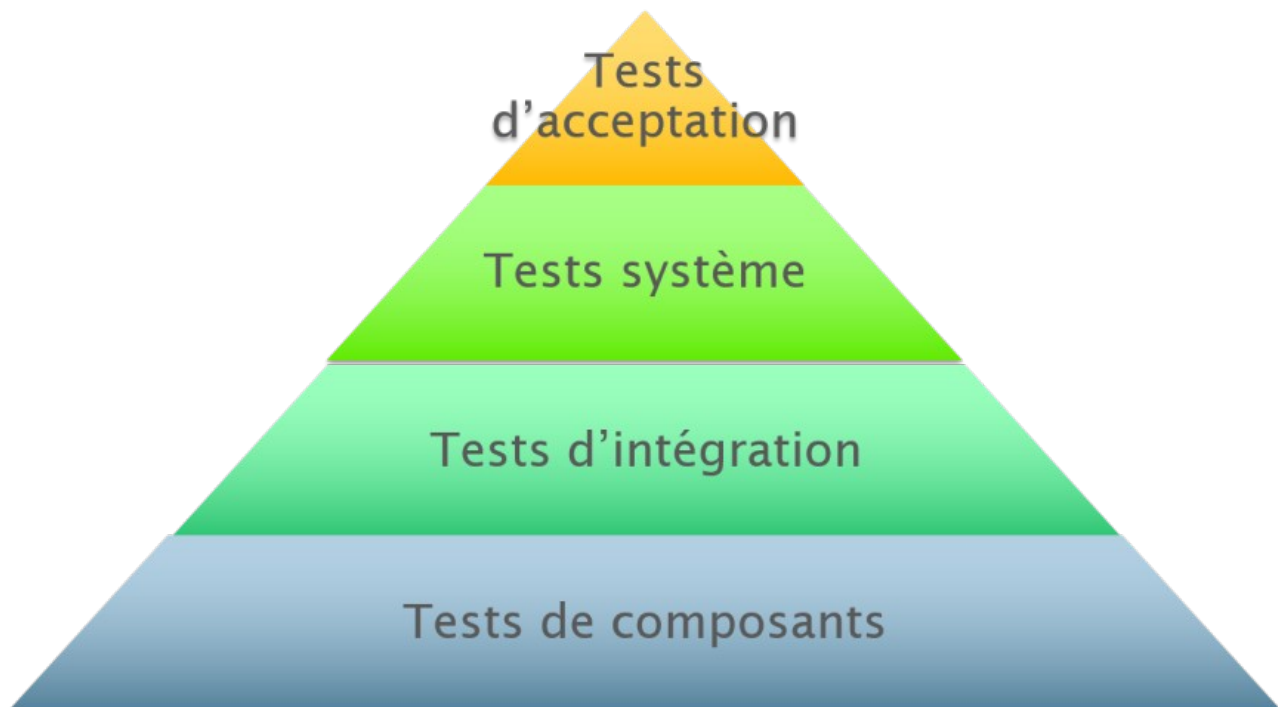 Tests
d’acceptation
Tests système
Tests d’intégration
Tests de composants